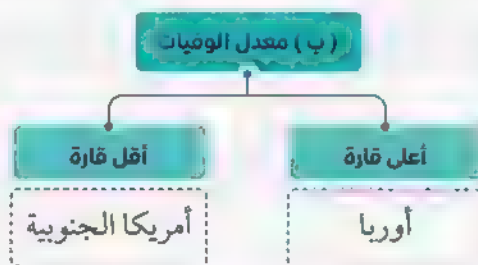 ( ب ) معدل الوفيات
أعلى قارة
أقل قارة
أوربا
أمريكا الجنوبية